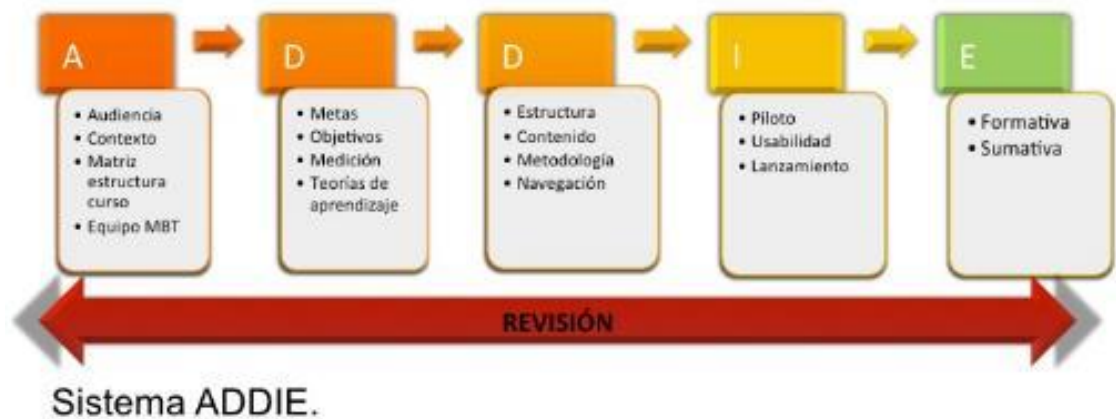 A
D
D
I
E
• Audiencia
• Contexto
• Matriz
estructura
curso
• Equipo MBT
• Metas
• Objetivos
• Medición
• Teorías de
aprendizaje
• Estructura
• Contenido
• Metodología
• Navegación
• Piloto
• Usabilidad
• Lanzamiento
• Formativa
• Sumativa
REVISIÓN
Sistema ADDIE.